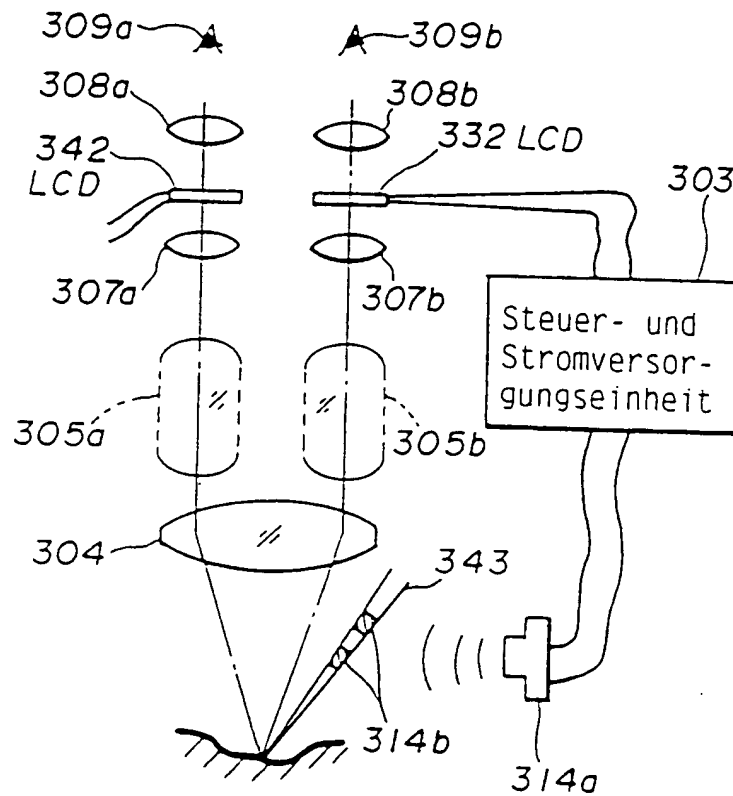 309a
309b
308a
308b
342
LCD
332 LCD
303
307a
307b
Steuer- und
Stromversor-
gungseinheit
305a
305b
304
343
314b
314a